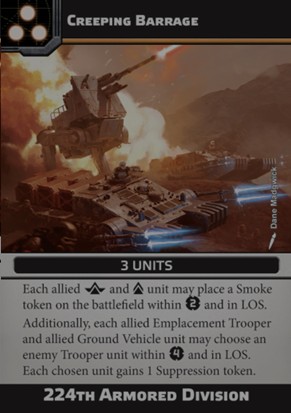 Creeping Barrage
Dane Madgwick
3 UNITS
Each allied and unit may place a Smoke
token on the battlefield within 2 and in LOS.
Additionally, each allied Emplacement Trooper
and allied Ground Vehicle unit may choose an
enemy Trooper unit within 4 and in LOS.
Each chosen unit gains 1 Suppression token.
224th Armored Division